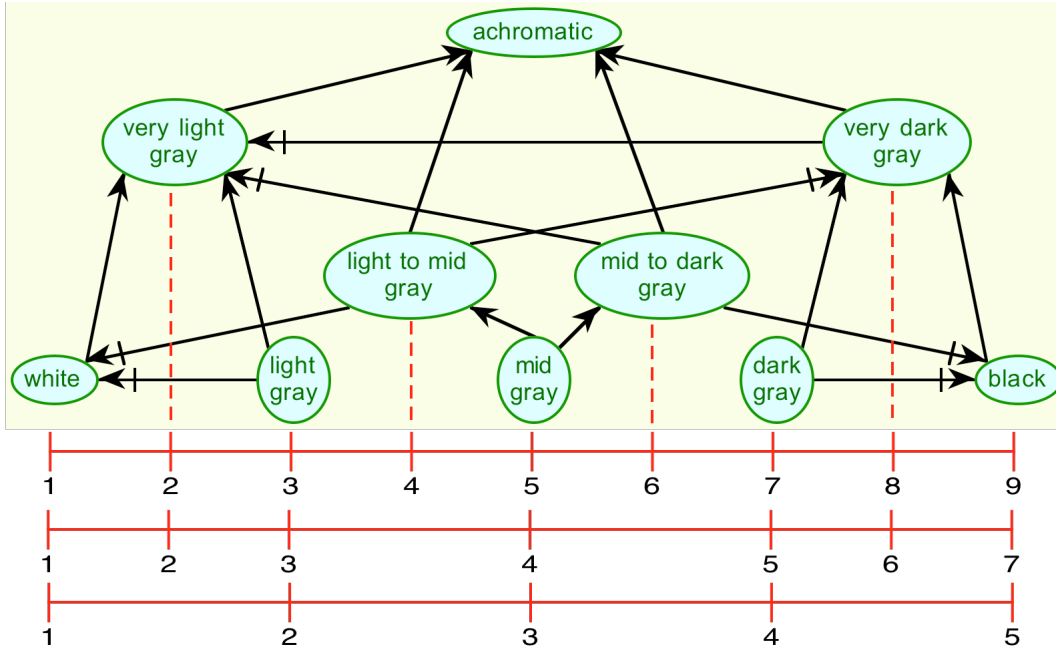 achromatic
very light
gray
very dark
gray
light to mid
gray
mid to dark
gray
white
light
gray
mid
gray
dark
gray
black
1 2 3 4 5 6 7 8 9
1 2 3 4 5 6 7
1 2 3 4 5